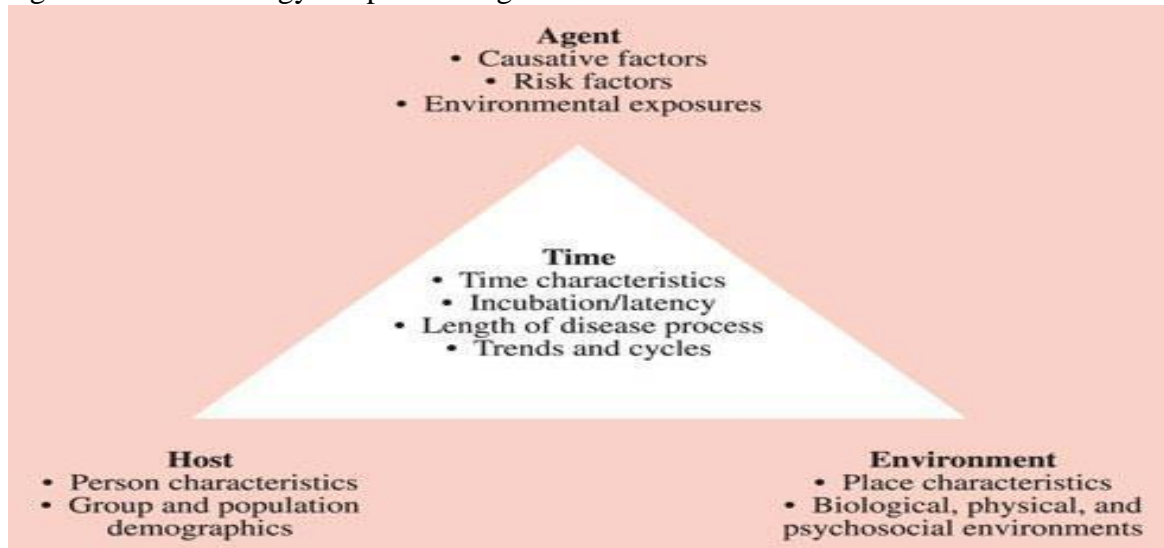 Agent
• Causative factors
• Risk factors
• Environmental exposures
Time
• Time characteristics
• Incubation/latency
• Length of disease process
• Trends and cycles
Host
• Person characteristics
• Group and population
demographics
Environment
• Place characteristics
• Biological, physical, and
psychosocial environments